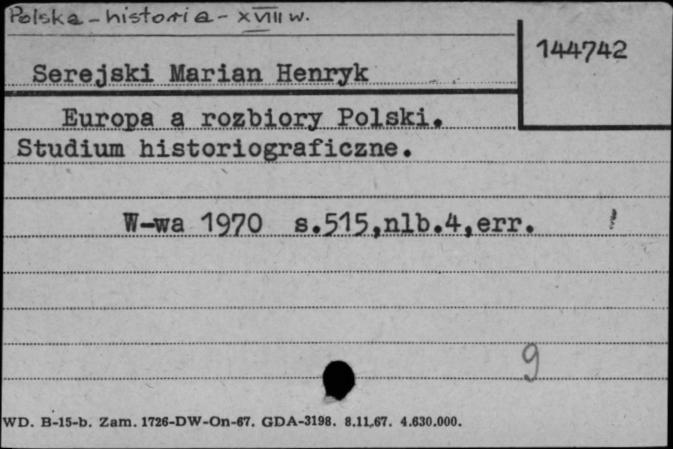 Polska - historia - XVIII w.
144742
Serejski Marian Henryk
Europa a rozbiory Polski.
Studium historiograficzne.
W-wa 1970 s.515,nlb.4,err.
9
WD. B-15-b. Zam. 1726-DW-On-67. GDA-3198. 8.11.67. 4.630.000.